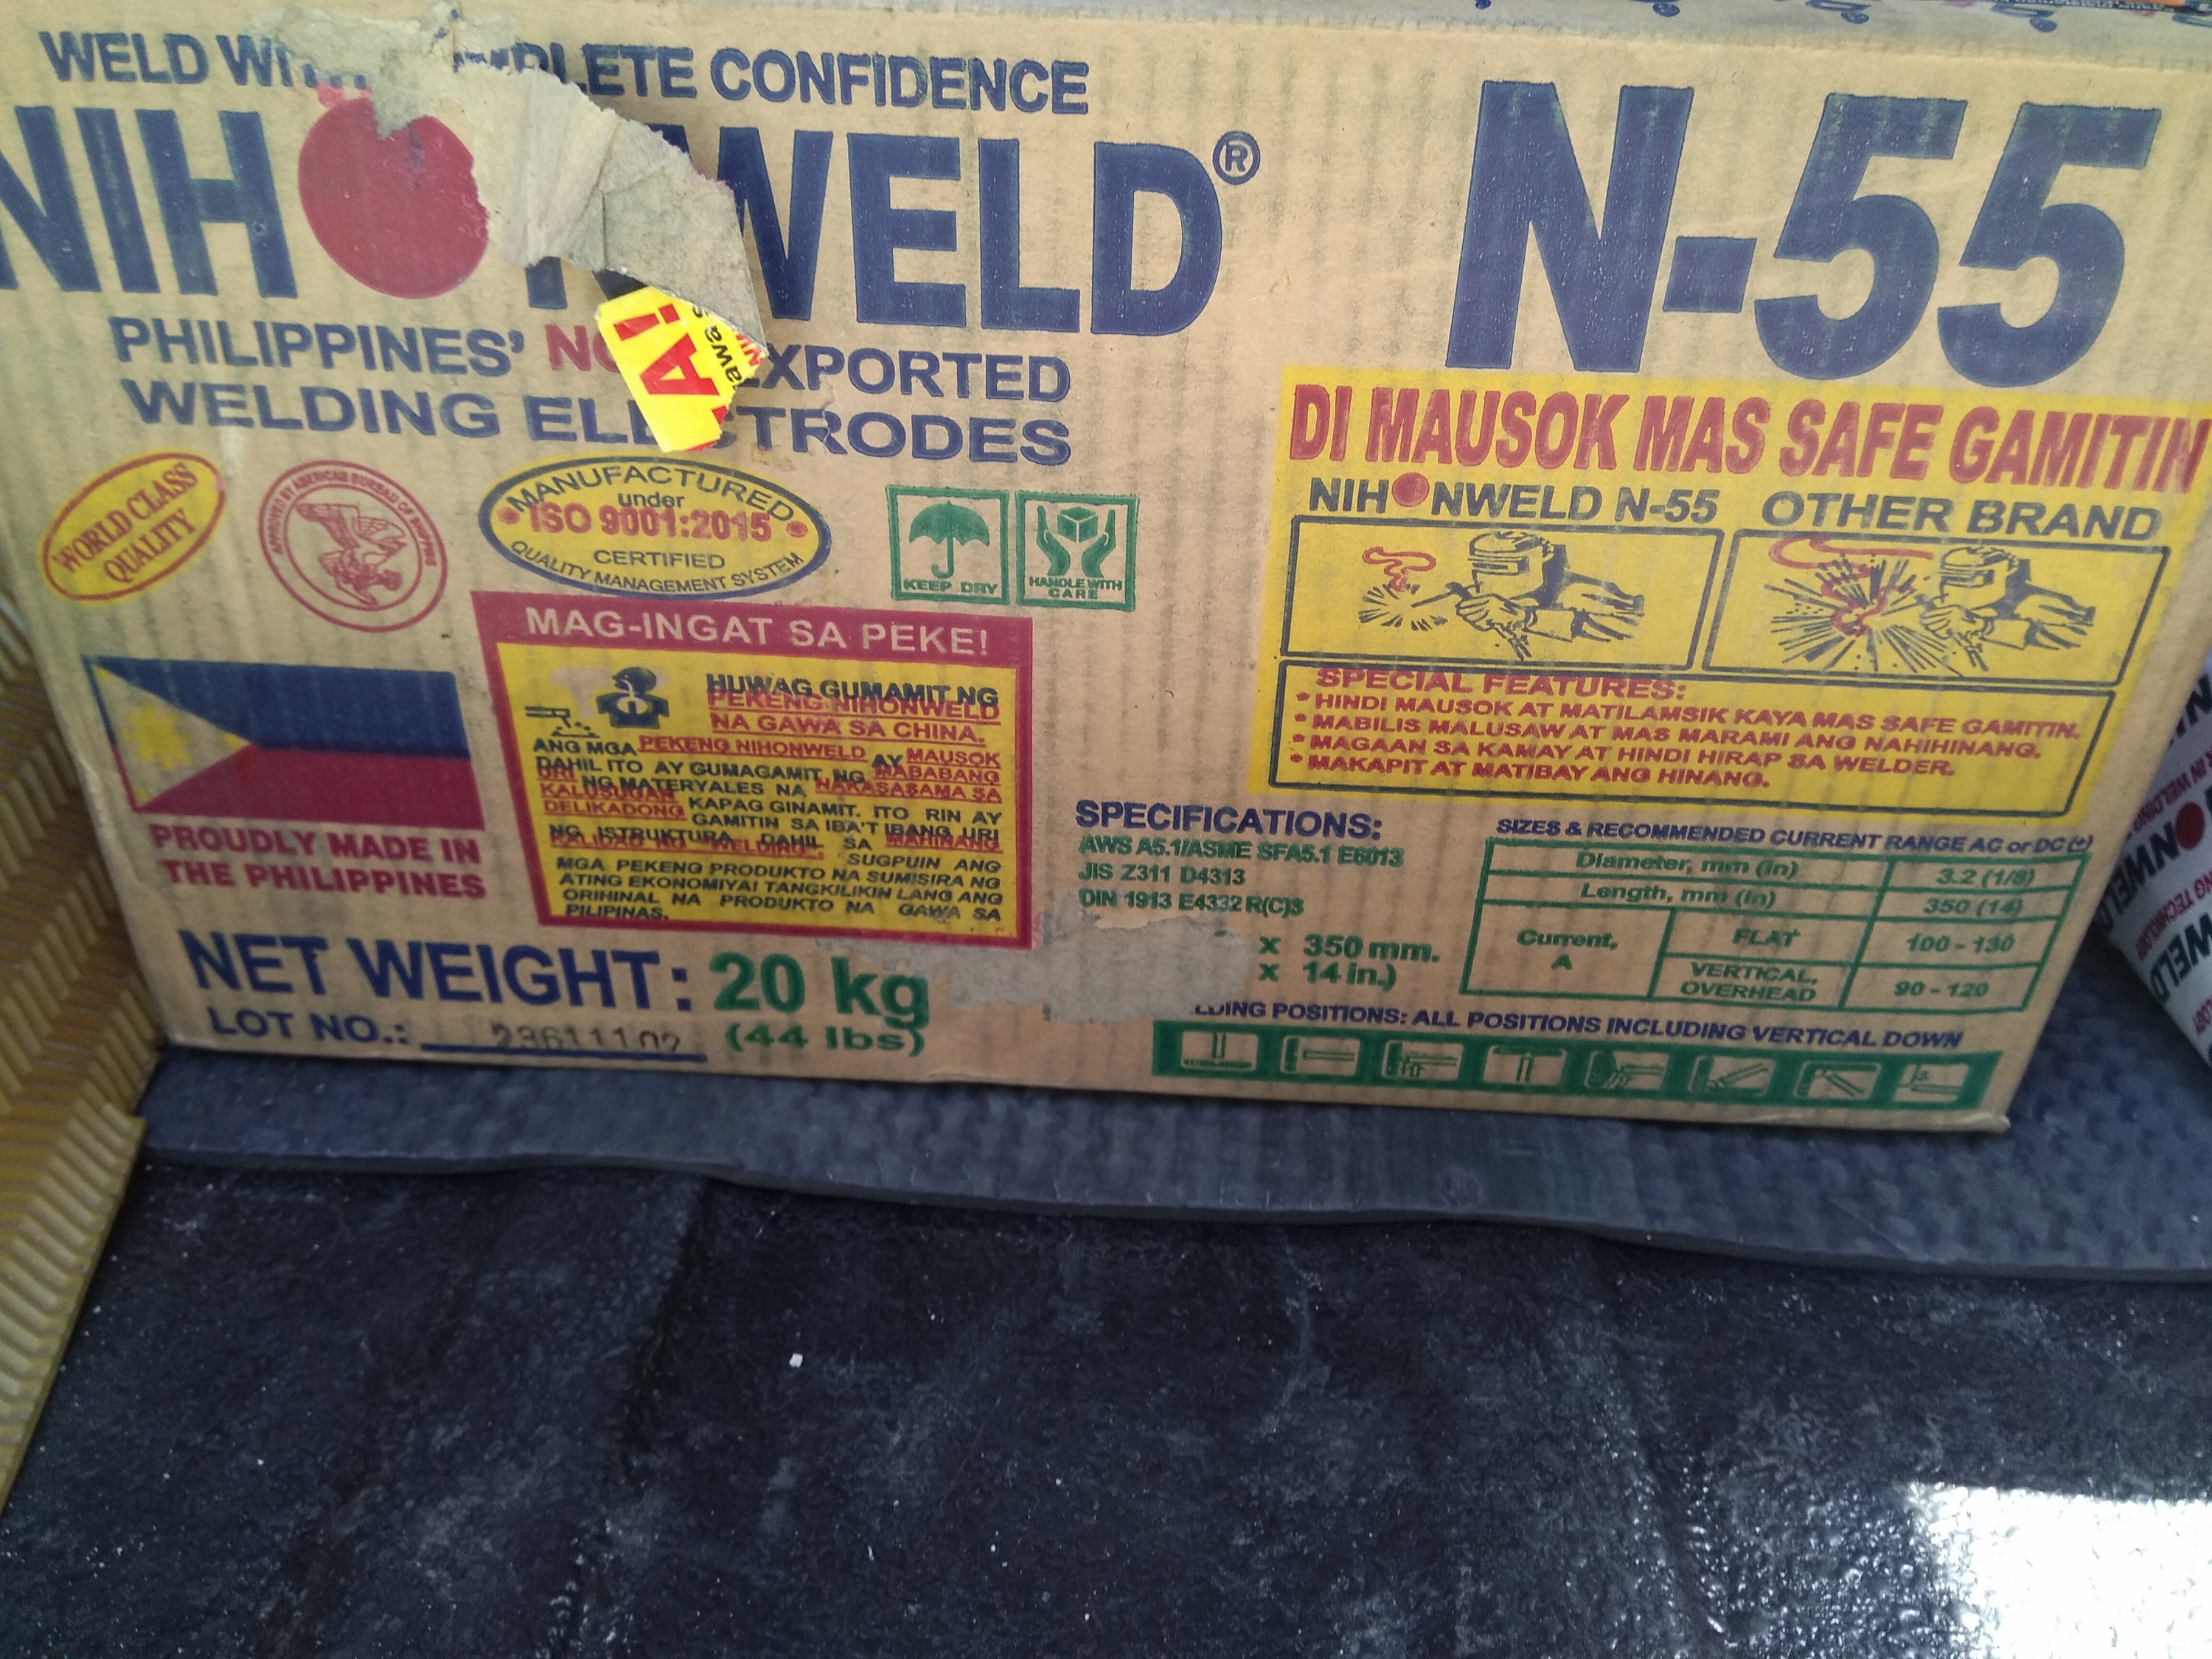 WELD COMPLETE CONFIDENCE
NIHONWELD®
PHILIPPINES' EXPORTED
WELDING ELECTRODES
A!
WORLD CLASS
QUALITY
APPROVED BY AMERICAN BUREAU OF SHIPPING
MANUFACTURED
under
ISO 9001:2015
CERTIFIED
QUALITY MANAGEMENT SYSTEM
KEEP DRY
HANDLE WITH
CARE
PROUDLY MADE IN
THE PHILIPPINES
MAG-INGAT SA PEKE!
HUWAG GUMAMIT NG
PEKENG NIHONWELD
NA GAWA SA CHINA.
ANG MGA PEKENG NIHONWELD AY MAUSOK
DAHIL ITO AY GUMAGAMIT NG MABABANG
URI NG MATERYALES NA NAKASASAMA SA
KALUSUGAN KAPAG GINAMIT. ITO RIN AY
DELIKADONG GAMITIN SA IBA'T IBANG URI
NG ISTRUKTURA DAHIL SA MAHINANG
KALIDAD NG WELDING. SUGPUIN ANG
MGA PEKENG PRODUKTO NA SUMISIRA NG
ATING EKONOMIYA! TANGKILIKIN LANG ANG
ORIHINAL NA PRODUKTO NA GAWA SA
PILIPINAS.
NET WEIGHT: 20 kg
(44 lbs)
LOT NO.: 23611102
N-55
DI MAUSOK MAS SAFE GAMITIN
NIHONWELD N-55 OTHER BRAND
SPECIAL FEATURES:
* HINDI MAUSOK AT MATILAMSIK KAYA MAS SAFE GAMITIN.
* MABILIS MALUSAW AT MAS MARAMI ANG NAHIHINANG.
* MAGAAN SA KAMAY AT HINDI HIRAP SA WELDER.
* MAKAPIT AT MATIBAY ANG HINANG.
SPECIFICATIONS:
AWS A5.1/ASME SFA5.1 E6013
JIS Z311 D4313
DIN 1913 E4332 R(C)3
x 350 mm.
x 14 in.)
SIZES & RECOMMENDED CURRENT RANGE AC or DC (±)
Diameter, mm (in) 3.2 (1/8)
Length, mm (in) 350 (14)
Current, A FLAT 100 - 130
VERTICAL, OVERHEAD 90 - 120
POSITIONS: ALL POSITIONS INCLUDING VERTICAL DOWN